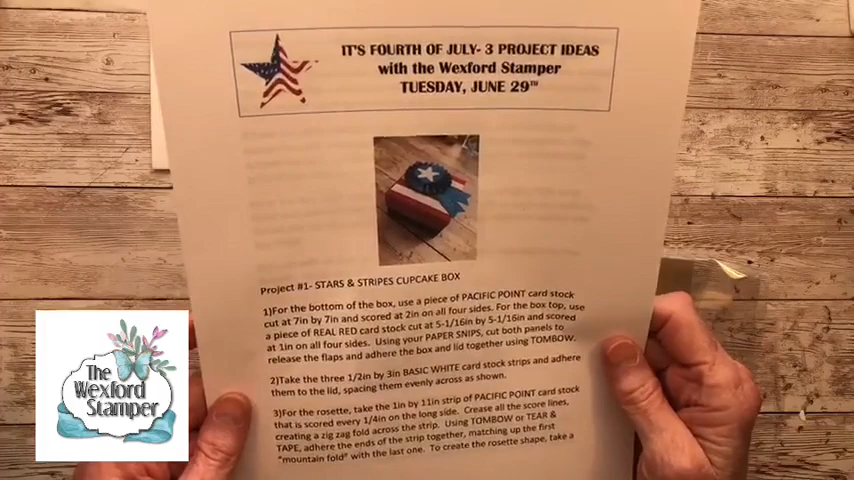 IT'S FOURTH OF JULY- 3 PROJECT IDEAS
with the Wexford Stamper
TUESDAY, JUNE 29TH
Project #1- STARS & STRIPES CUPCAKE BOX
1)For the bottom of the box, use a piece of PACIFIC POINT card stock
cut at 7in by 7in and scored at 2in on all four sides. For the box top, use
a piece of REAL RED card stock cut at 5-1/16in by 5-1/16in and scored
at 1in on all four sides. Using your PAPER SNIPS, cut both panels to
release the flaps and adhere the box and lid together using TOMBOW.
2)Take the three 1/2in by 3in BASIC WHITE card stock strips and adhere
them to the lid, spacing them evenly across as shown.
3)For the rosette, take the 1in by 11in strip of PACIFIC POINT card stock
that is scored every 1/4in on the long side. Crease all the score lines,
creating a zig zag fold across the strip. Using TOMBOW or TEAR &
TAPE, adhere the ends of the strip together, matching up the first
"mountain fold" with the last one. To create the rosette shape, take a
The
Wexford
Stamper